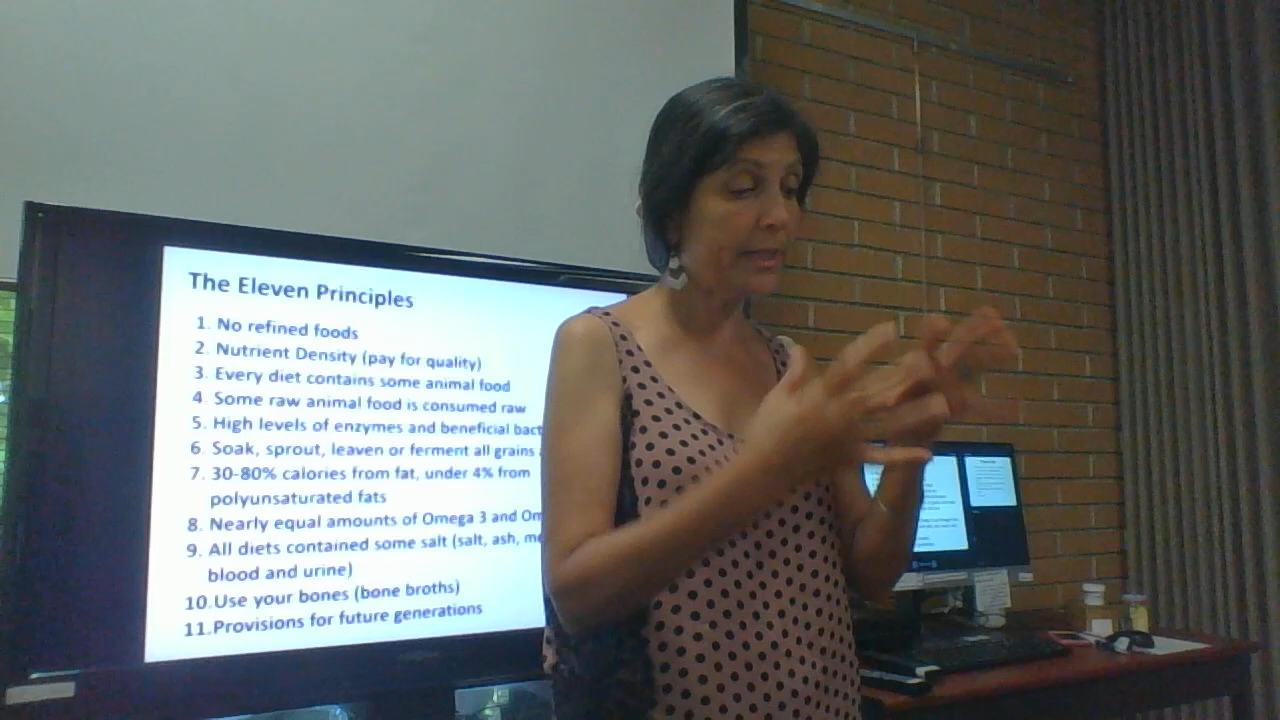 The Eleven Principles
1. No refined foods
2. Nutrient Density (pay for quality)
3. Every diet contains some animal food
4. Some raw animal food is consumed raw
5. High levels of enzymes and beneficial bact
6. Soak, sprout, leaven or ferment all grains
7. 30-80% calories from fat, under 4% from
polyunsaturated fats
8. Nearly equal amounts of Omega 3 and Om
9. All diets contained some salt (salt, ash, me
blood and urine)
10. Use your bones (bone broths)
11. Provisions for future generations